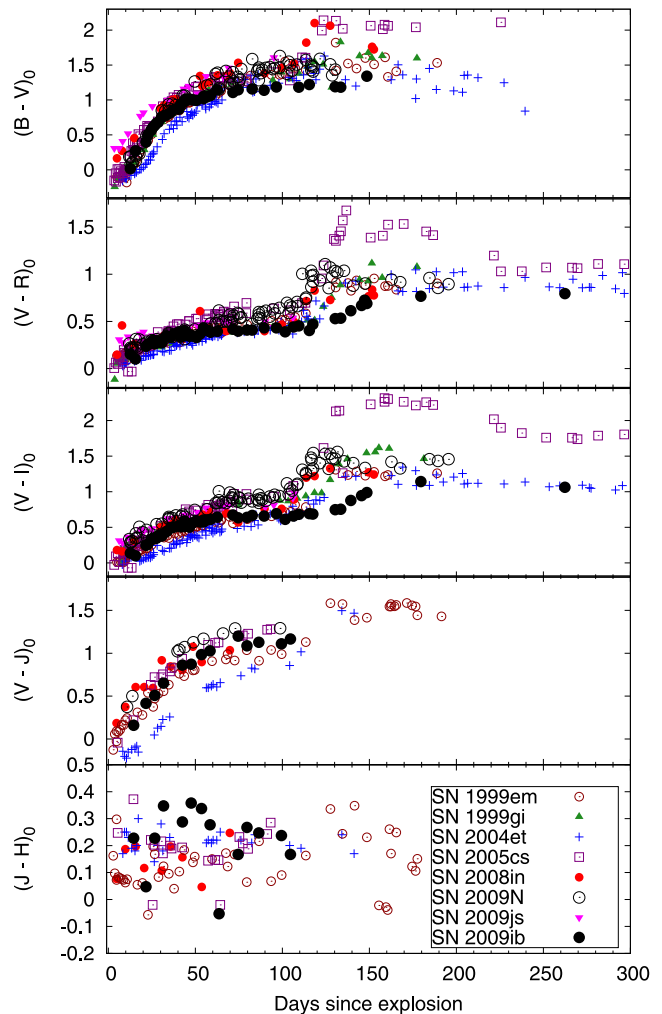 (B - V)0
2
1.5
1
0.5
0
(V - R)0
1.5
1
0.5
0
(V - I)0
2
1.5
1
0.5
0
(V - J)0
1.5
1
0.5
0
0.5
(J - H)0
0.4
0.3
0.2
0.1
0
-0.1
0.2
SN 1999em
SN 1999gi
SN 2004et
SN 2005cs
SN 2008in
SN 2009N
SN 2009js
SN 2009ib
0 50 100 150 200 250 300
Days since explosion